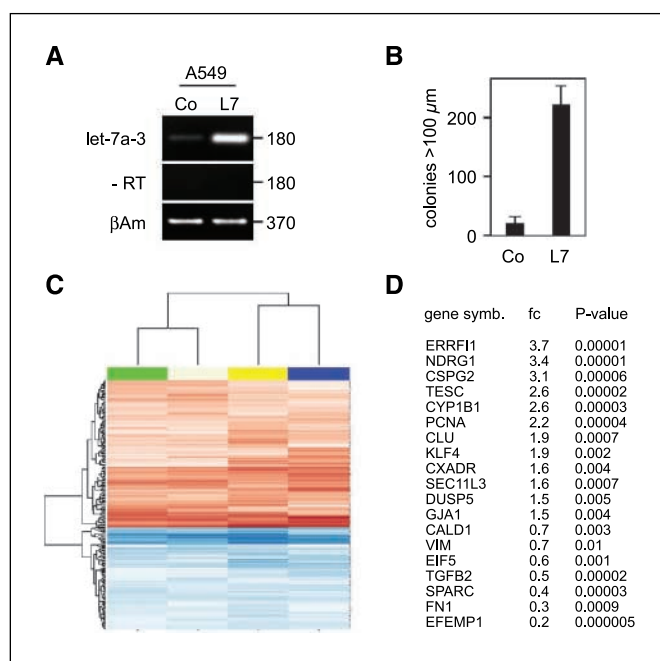 A
A549
Co L7
let-7a-3 180
- RT 180
βAm 370
B
colonies >100 µm
200
100
0
Co L7
C
D
gene symb. fc P-value
ERRFI1 3.7 0.00001
NDRG1 3.4 0.00001
CSPG2 3.1 0.00006
TESC 2.6 0.00002
CYP1B1 2.6 0.00003
PCNA 2.2 0.00004
CLU 1.9 0.0007
KLF4 1.9 0.002
CXADR 1.6 0.004
SEC11L3 1.6 0.0007
DUSP5 1.5 0.005
GJA1 1.5 0.004
CALD1 0.7 0.003
VIM 0.7 0.01
EIF5 0.6 0.001
TGFB2 0.5 0.00002
SPARC 0.4 0.00003
FN1 0.3 0.0009
EFEMP1 0.2 0.000005